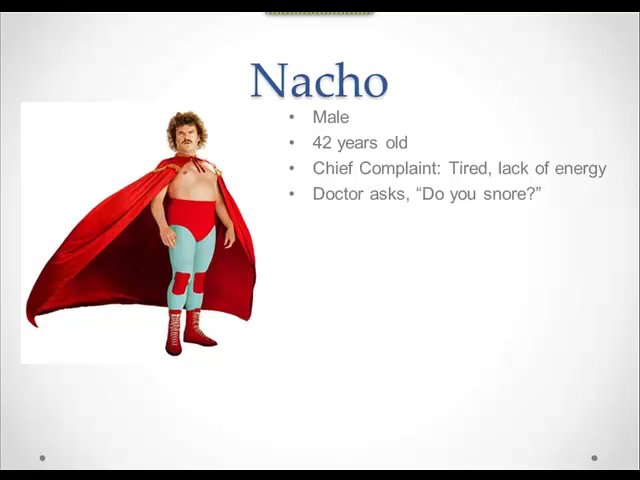 Nacho
• Male
• 42 years old
• Chief Complaint: Tired, lack of energy
• Doctor asks, “Do you snore?”